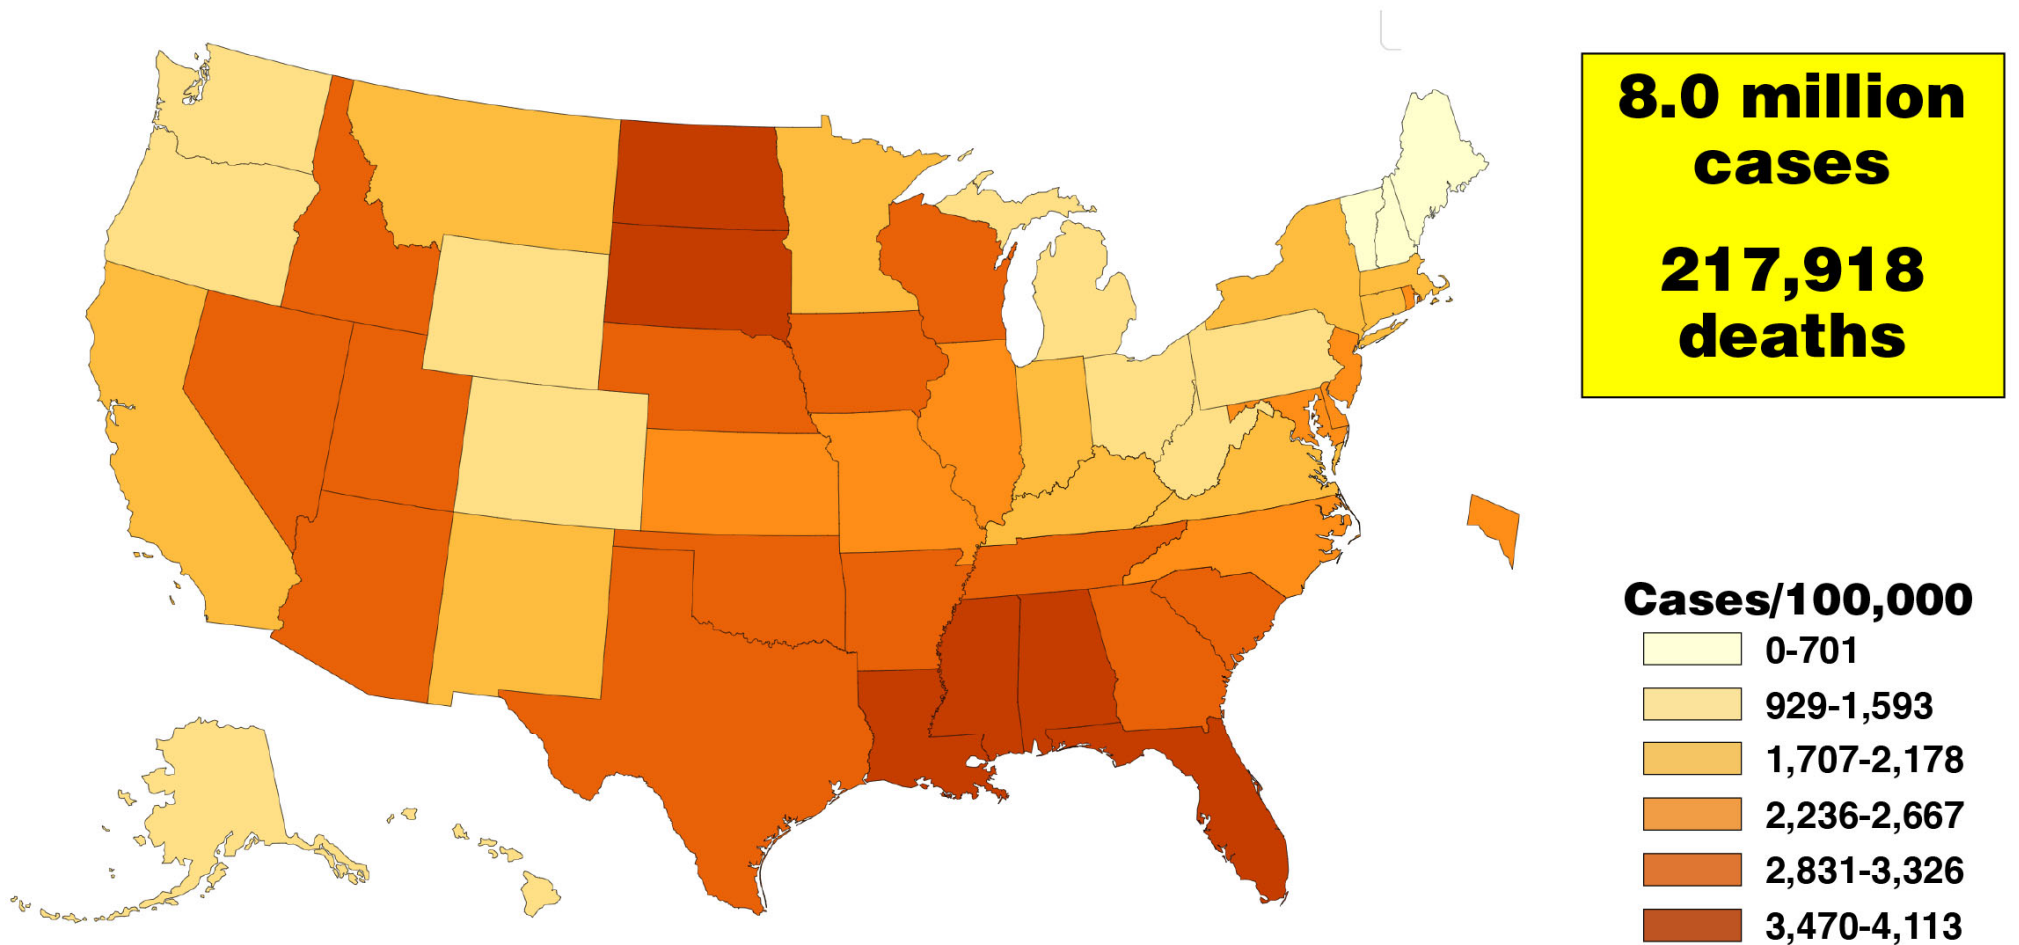 8.0 million
cases
217,918
deaths
Cases/100,000
0-701
929-1,593
1,707-2,178
2,236-2,667
2,831-3,326
3,470-4,113